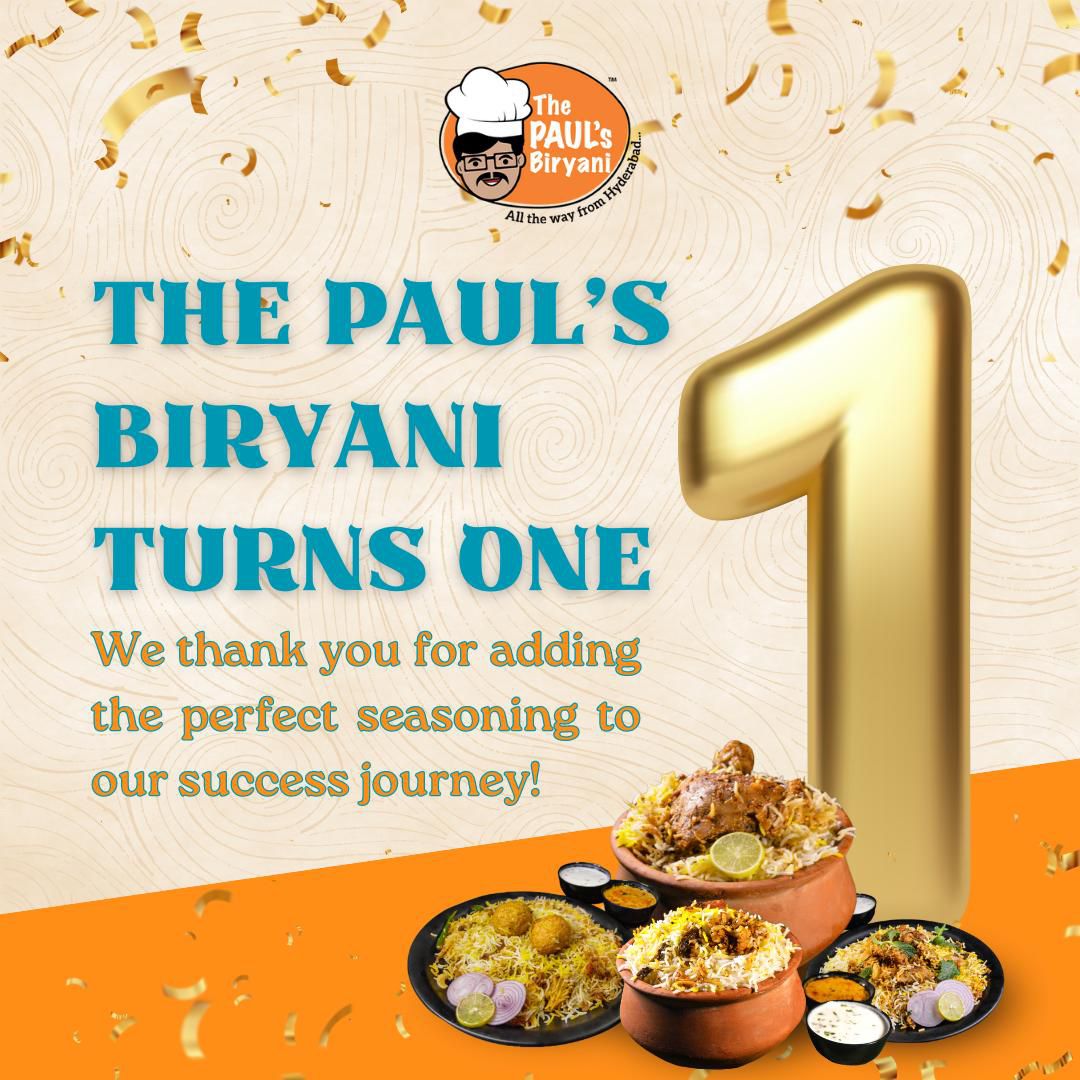 The
PAUL's
Biryani
™
All the way from Hyderabad...
THE PAUL’S
BIRYANI
TURNS ONE
1
We thank you for adding
the perfect seasoning to
our success journey!